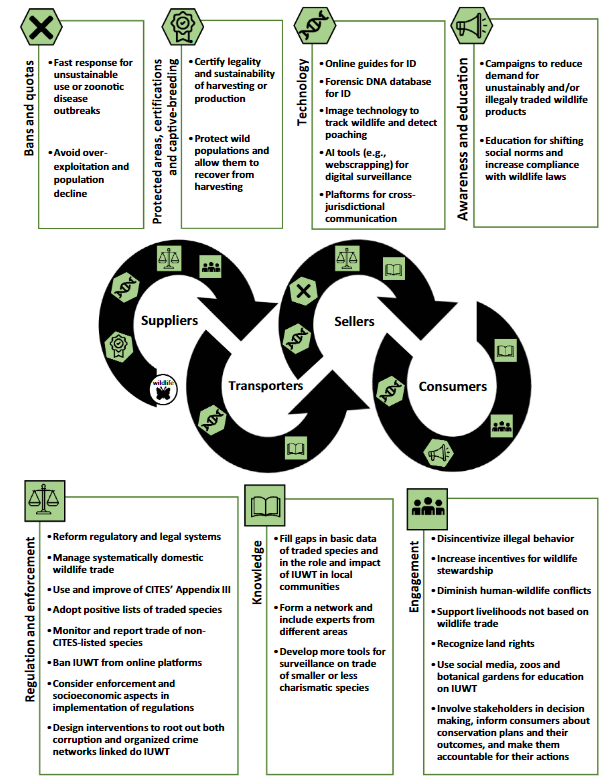 Bans and quotas
• Fast response for
unsustainable
use or zoonotic
disease
outbreaks
• Avoid over-
exploitation and
population
decline
Protected areas, certifications
and captive-breeding
• Certify legality
and sustainability
of harvesting or
production
• Protect wild
populations and
allow them to
recover from
harvesting
Technology
• Online guides for ID
• Forensic DNA database
for ID
• Image technology to
track wildlife and detect
poaching
• AI tools (e.g.,
webscrapping) for
digital surveillance
• Plaftorms for cross-
jurisdictional
communication
Awareness and education
• Campaigns to reduce
demand for
unustainably and/or
illegaly traded wildlife
products
• Education for shifting
social norms and
increase compliance
with wildlife laws
Suppliers
Sellers
wildlife
Transporters
Consumers
Regulation and enforcement
• Reform regulatory and legal systems
• Manage systematically domestic
wildlife trade
• Use and improve of CITES' Appendix III
• Adopt positive lists of traded species
• Monitor and report trade of non-
CITES-listed species
• Ban IUWT from online platforms
• Consider enforcement and
socioeconomic aspects in
implementation of regulations
• Design interventions to root out both
corruption and organized crime
networks linked do IUWT
Knowledge
• Fill gaps in basic data
of traded species and
in the role and impact
of IUWT in local
communities
• Form a network and
include experts from
different areas
• Develop more tools for
surveillance on trade
of smaller or less
charismatic species
Engagement
• Disincentivize illegal behavior
• Increase incentives for wildlife
stewardship
• Diminish human-wildlife conflicts
• Support livelihoods not based on
wildlife trade
• Recognize land rights
• Use social media, zoos and
botanical gardens for education
on IUWT
• Involve stakeholders in decision
making, inform consumers about
conservation plans and their
outcomes, and make them
accountable for their actions